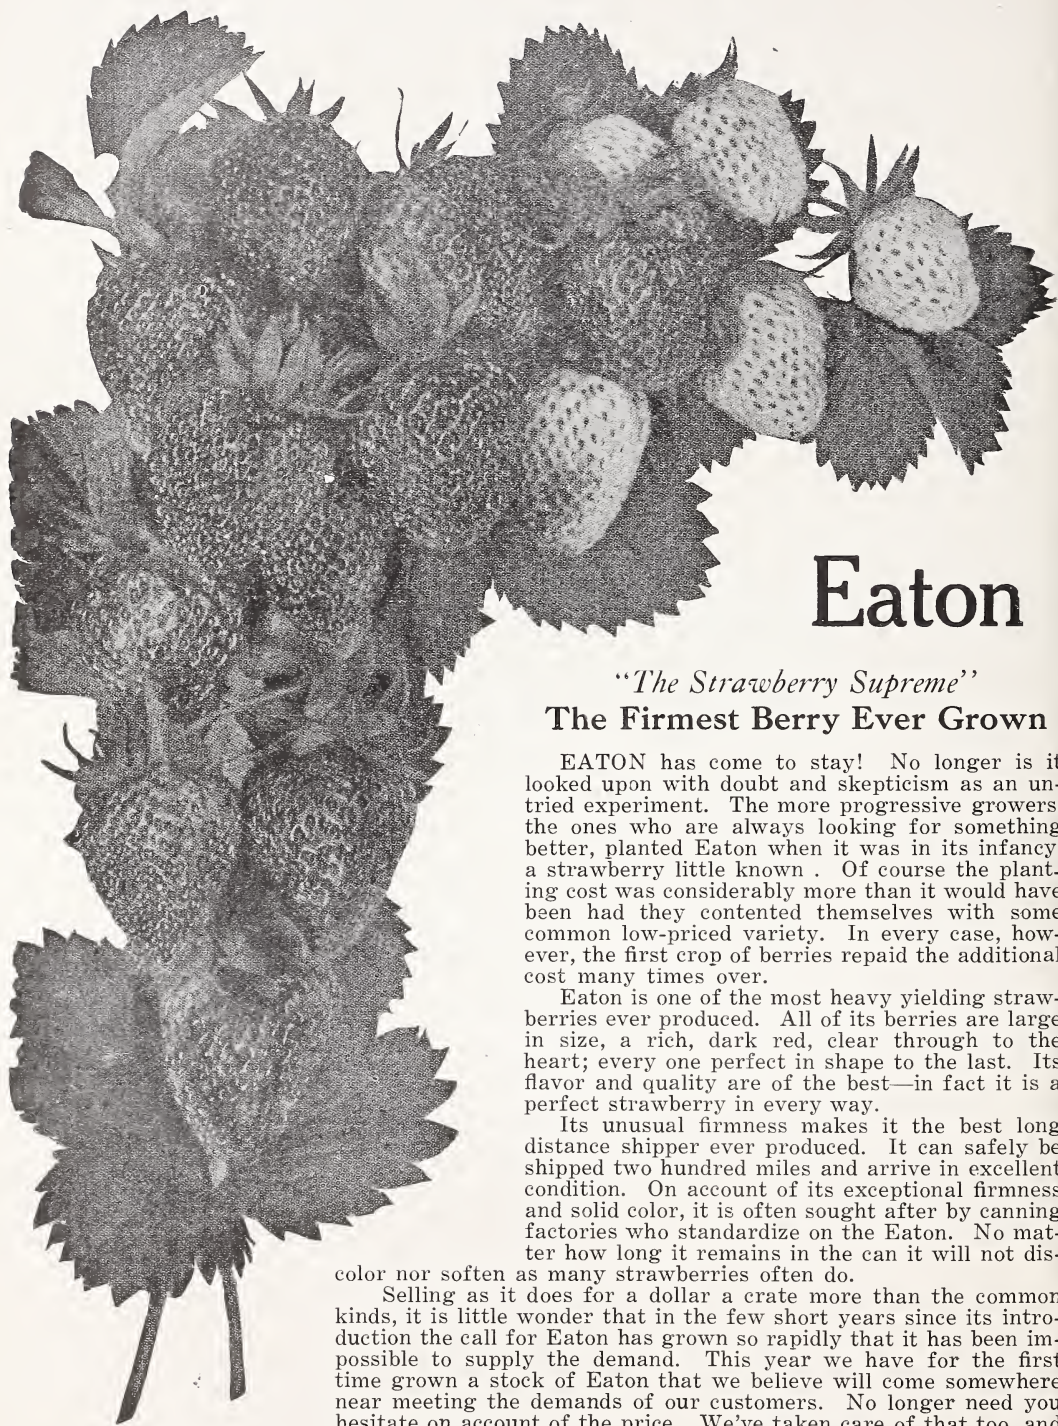 Eaton
“The Strawberry Supreme”
The Firmest Berry Ever Grown
EATON has come to stay! No longer is it
looked upon with doubt and skepticism as an un-
tried experiment. The more progressive growers
the ones who are always looking for something
better, planted Eaton when it was in its infancy
a strawberry little known . Of course the plant-
ing cost was considerably more than it would have
been had they contented themselves with some
common low-priced variety. In every case, how-
ever, the first crop of berries repaid the additional
cost many times over.
Eaton is one of the most heavy yielding straw-
berries ever produced. All of its berries are large
in size, a rich, dark red, clear through to the
heart; every one perfect in shape to the last. Its
flavor and quality are of the best—in fact it is a
perfect strawberry in every way.
Its unusual firmness makes it the best long
distance shipper ever produced. It can safely be
shipped two hundred miles and arrive in excellent
condition. On account of its exceptional firmness
and solid color, it is often sought after by canning
factories who standardize on the Eaton. No mat-
ter how long it remains in the can it will not dis-
color nor soften as many strawberries often do.
Selling as it does for a dollar a crate more than the common
kinds, it is little wonder that in the few short years since its intro-
duction the call for Eaton has grown so rapidly that it has been im-
possible to supply the demand. This year we have for the first
time grown a stock of Eaton that we believe will come somewhere
near meeting the demands of our customers. No longer need you
hesitate on account of the price. We've taken care of that too, and